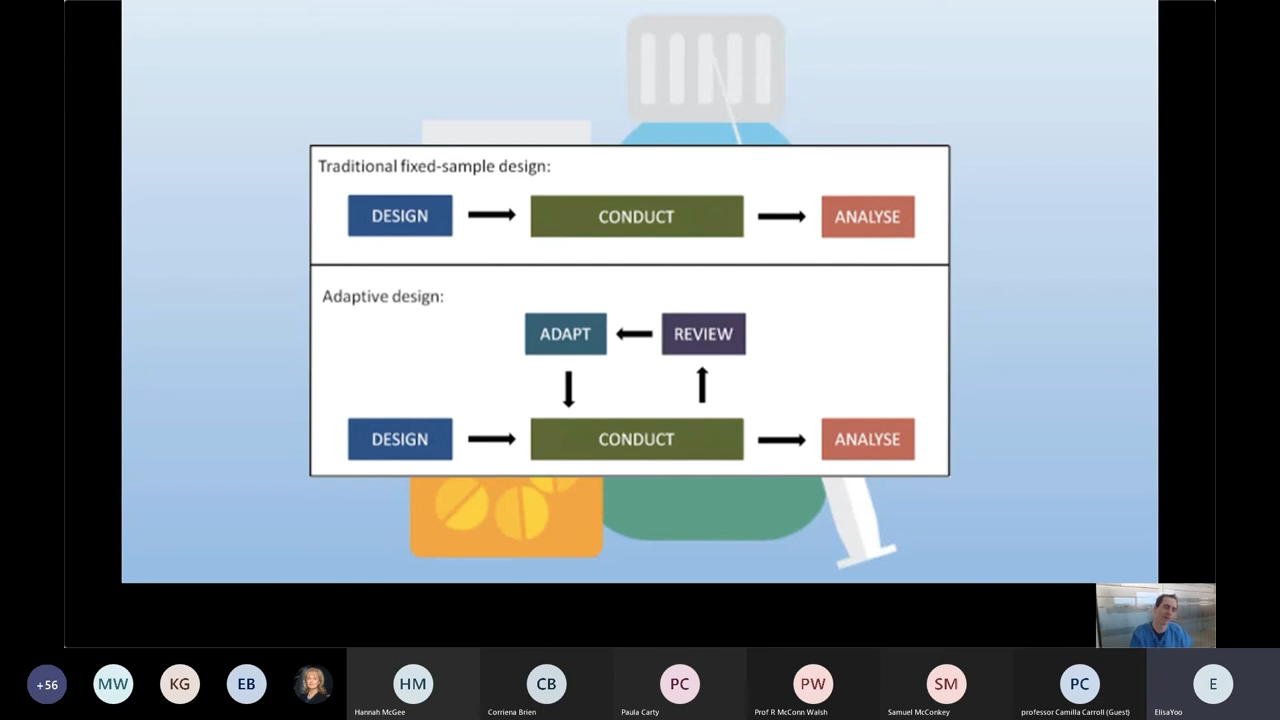 Traditional fixed-sample design:
DESIGN
CONDUCT
ANALYSE
Adaptive design:
ADAPT
REVIEW
DESIGN
CONDUCT
ANALYSE
+56
MW
KG
EB
HM
CB
PC
PW
SM
PC
E
Hannah McGee
Corriena Brien
Paula Carty
Prof R McConn Walsh
Samuel McConkey
professor Camilla Carroll (Guest)
ElisaYoo